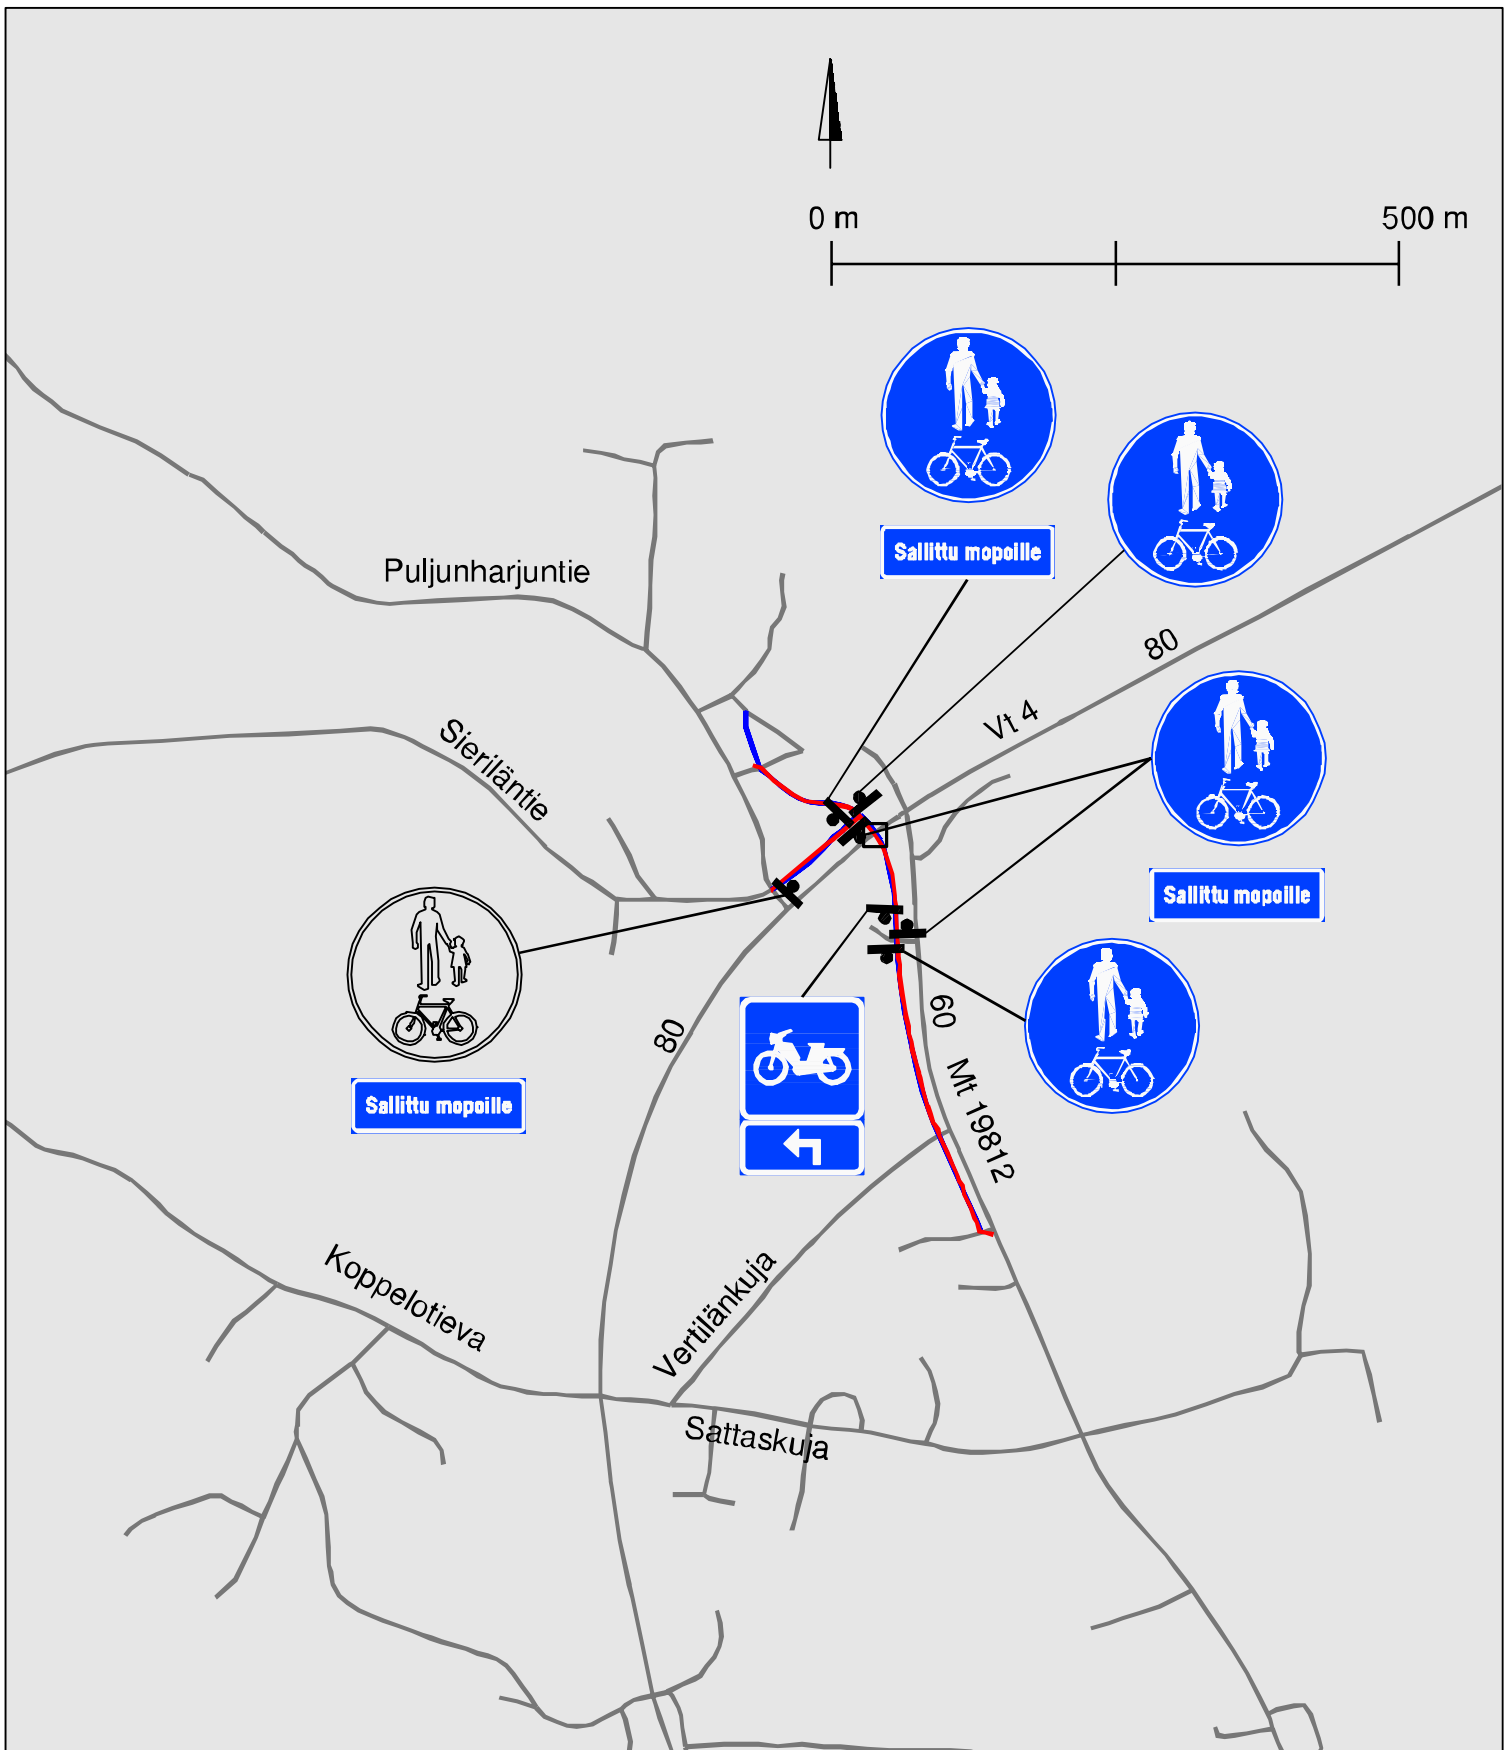 0 m
500 m
Sallittu mopoille
Puljunharjuntie
80
Vt 4
Sieriläntie
Sallittu mopoille
60
80
Mt 19812
Sallittu mopoille
Koppelotieva
Vertilänkuja
Sattaskuja